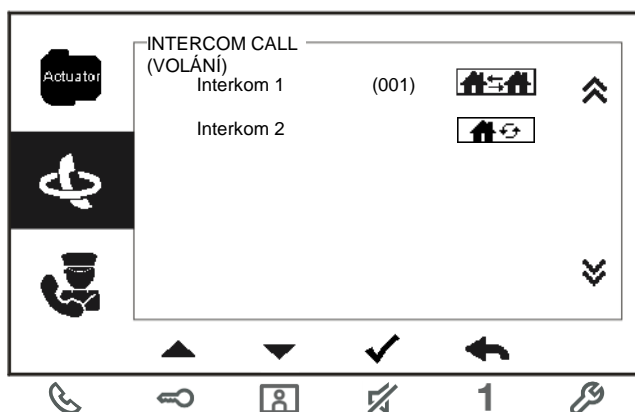 Actuator
INTERCOM CALL
(VOLÁNÍ)
Interkom 1 (001)
Interkom 2
1